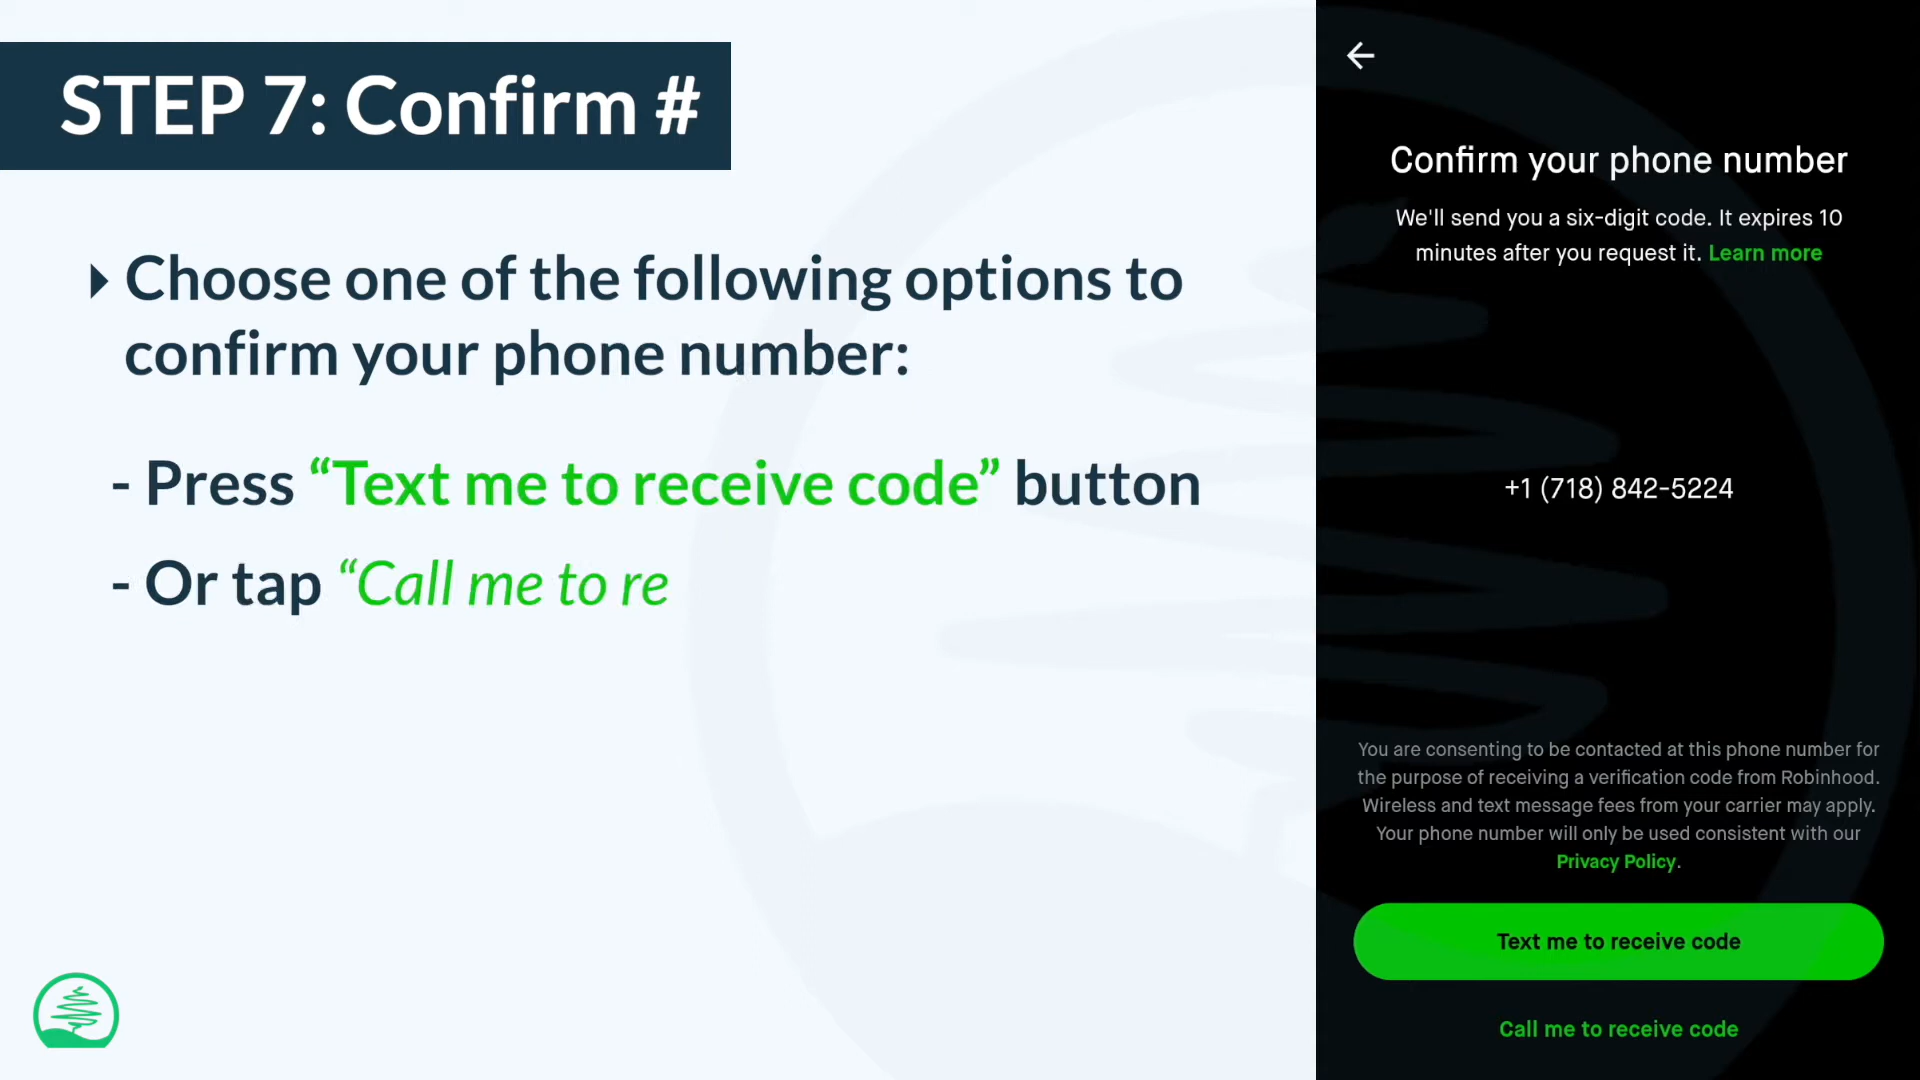 STEP 7: Confirm #
Choose one of the following options to
confirm your phone number:
- Press “Text me to receive code” button
- Or tap “Call me to re
Confirm your phone number
We'll send you a six-digit code. It expires 10
minutes after you request it. Learn more
+1 (718) 842-5224
You are consenting to be contacted at this phone number for
the purpose of receiving a verification code from Robinhood.
Wireless and text message fees from your carrier may apply.
Your phone number will only be used consistent with our
Privacy Policy.
Text me to receive code
Call me to receive code